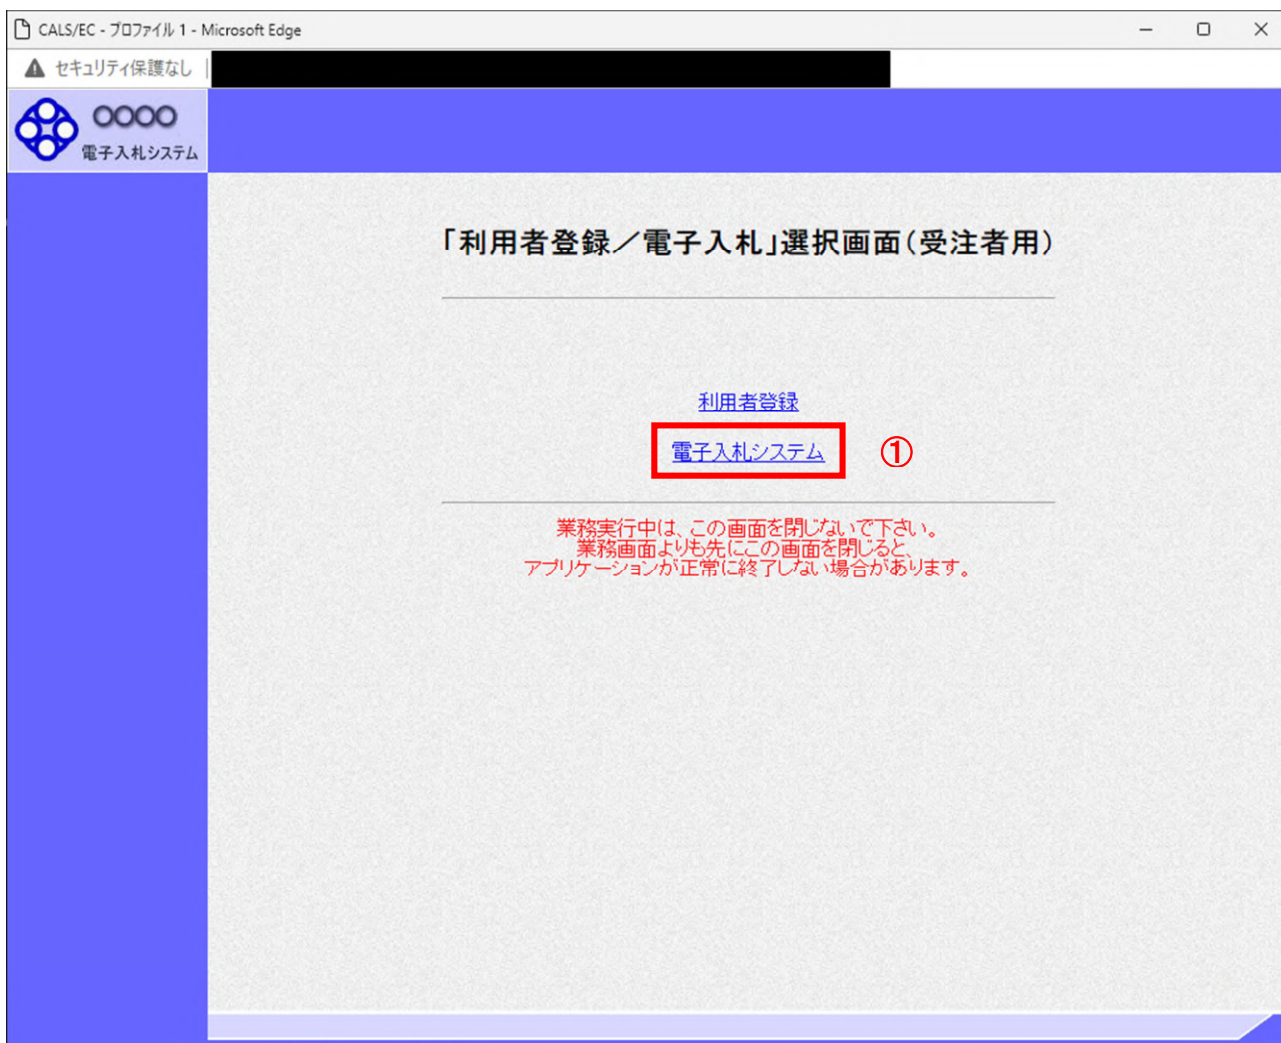 CALS/EC - プロファイル 1 - Microsoft Edge
セキュリティ保護なし
○○○○
電子入札システム
「利用者登録／電子入札」選択画面（受注者用）
利用者登録
電子入札システム ①
業務実行中は、この画面を閉じないで下さい。
業務画面よりも先にこの画面を閉じると、
アプリケーションが正常に終了しない場合があります。